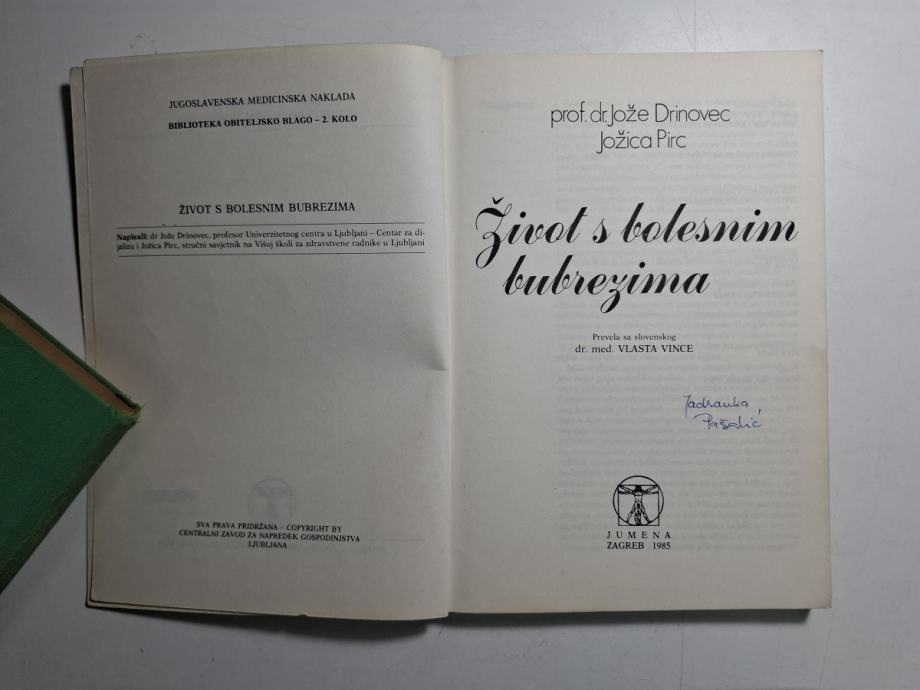 JUGOSLAVENSKA MEDICINSKA NAKLADA
BIBLIOTEKA OBITELJSKO BLAGO – 2. KOLO
ŽIVOT S BOLESNIM BUBREZIMA
Napisali: dr Jože Drinovec, profesor Univerzitetnog centra u Ljubljani – Centar za di-
jalizu i Jožica Pirc, stručni savjetnik na Višoj školi za zdravstvene radnike u Ljubljani
SVA PRAVA PRIDRŽANA – COPYRIGHT BY
CENTRALNI ZAVOD ZA NAPREDEK GOSPODINJSTVA
LJUBLJANA
prof. dr. Jože Drinovec
Jožica Pirc
Život s bolesnim
bubrezima
Prevela sa slovenskog
dr. med. VLASTA VINCE
Jadranka
Pašalić
JUMENA
ZAGREB 1985